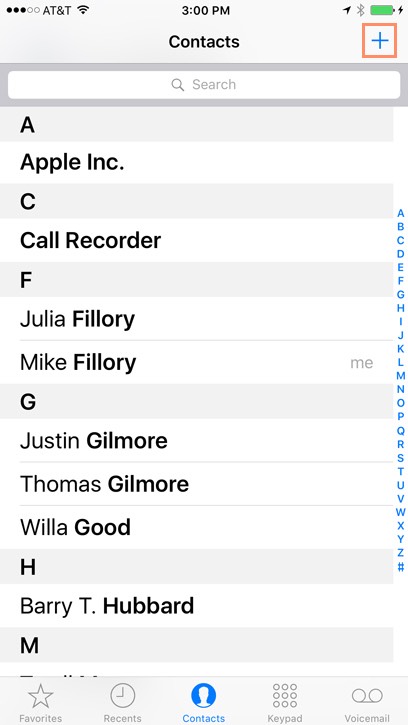 AT&T 3:00 PM
Contacts +
Search
A
Apple Inc.
C
Call Recorder
F
Julia Fillory
Mike Fillory me
G
Justin Gilmore
Thomas Gilmore
Willa Good
H
Barry T. Hubbard
M
A
B
C
D
E
F
G
H
I
J
K
L
M
N
O
P
Q
R
S
T
U
V
W
X
Y
Z
#
Favorites Recents Contacts Keypad Voicemail